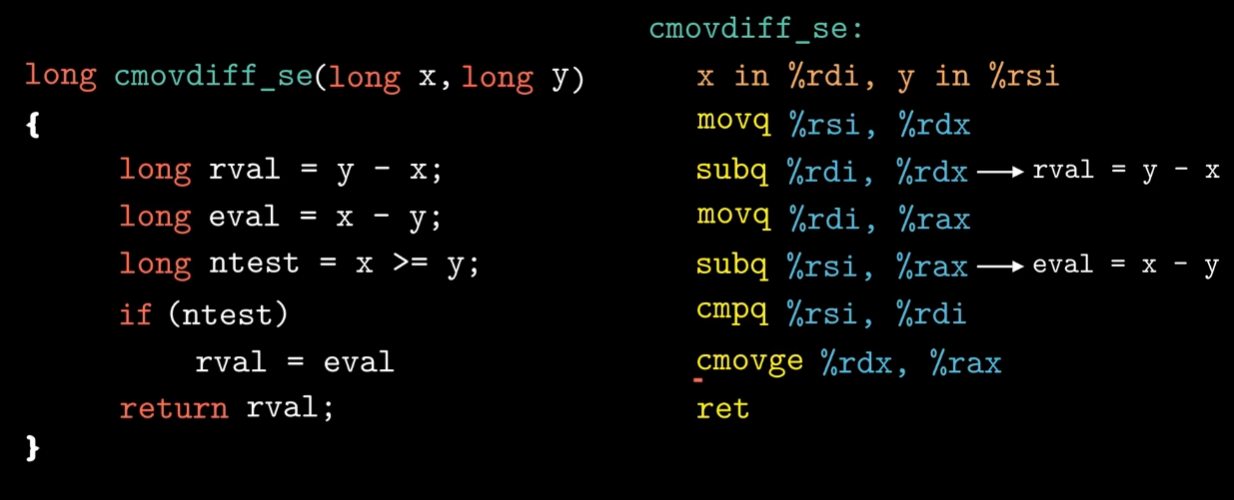 long cmovdiff_se(long x, long y)
{
long rval = y - x;
long eval = x - y;
long ntest = x >= y;
if (ntest)
rval = eval
return rval;
}
cmovdiff_se:
x in %rdi, y in %rsi
movq %rsi, %rdx
subq %rdi, %rdx → rval = y - x
movq %rdi, %rax
subq %rsi, %rax → eval = x - y
cmpq %rsi, %rdi
cmovge %rdx, %rax
ret